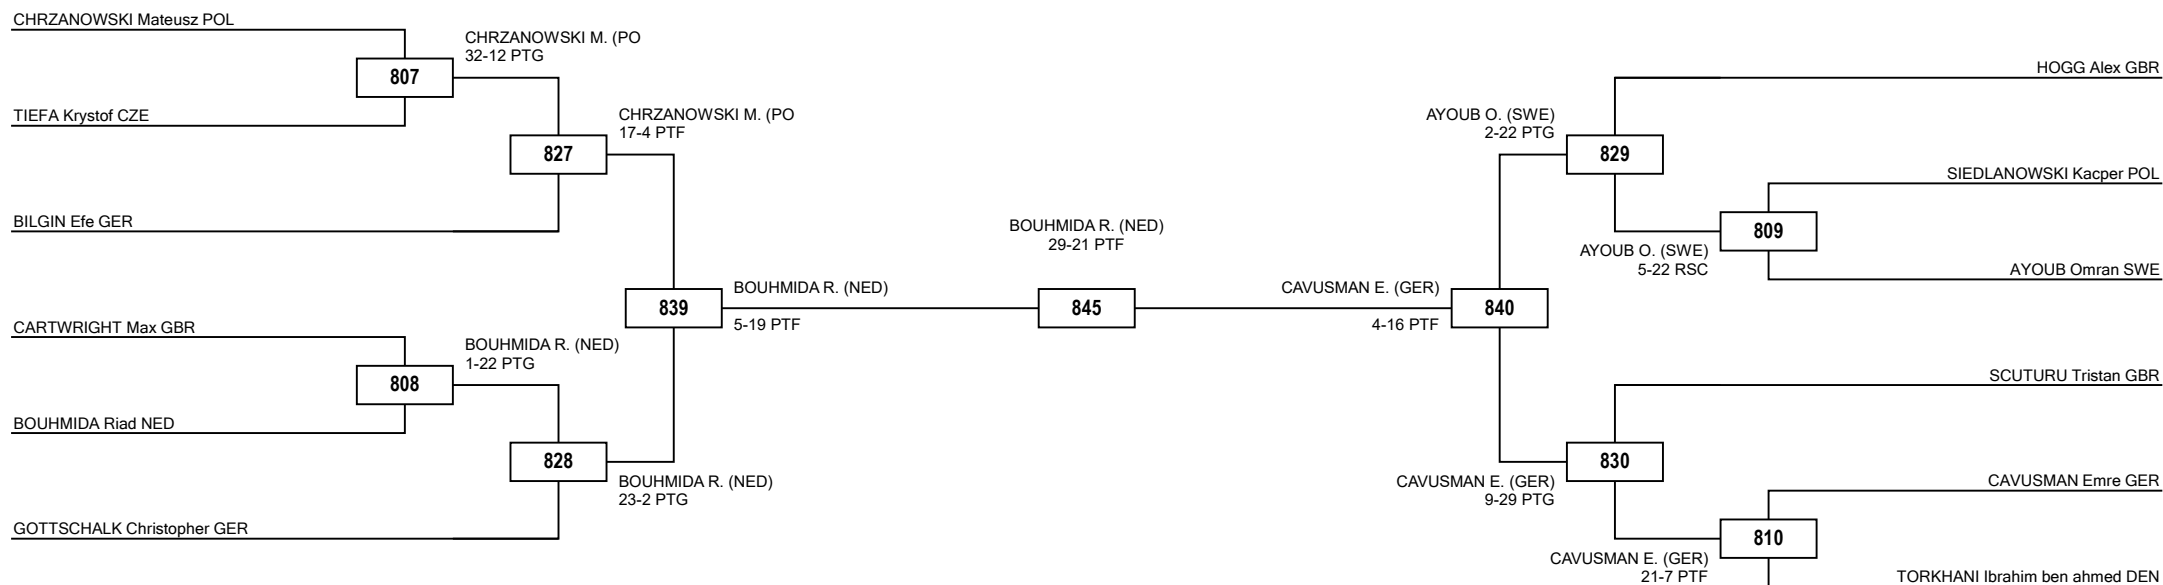 CHRZANOWSKI Mateusz POL
CHRZANOWSKI M. (PO
32-12 PTG
807
TIEFA Krystof CZE
CHRZANOWSKI M. (PO
17-4 PTF
827
BILGIN Efe GER
839
BOUHMIDA R. (NED)
5-19 PTF
CARTWRIGHT Max GBR
BOUHMIDA R. (NED)
1-22 PTG
808
BOUHMIDA Riad NED
828
BOUHMIDA R. (NED)
23-2 PTG
GOTTSCHALK Christopher GER
BOUHMIDA R. (NED)
29-21 PTF
845
HOGG Alex GBR
AYOUB O. (SWE)
2-22 PTG
829
SIEDLANOWSKI Kacper POL
809
AYOUB O. (SWE)
5-22 RSC
AYOUB Omran SWE
CAVUSMAN E. (GER)
4-16 PTF
840
SCUTURU Tristan GBR
830
CAVUSMAN E. (GER)
9-29 PTG
CAVUSMAN Emre GER
810
CAVUSMAN E. (GER)
21-7 PTF
TORKHANI Ibrahim ben ahmed DEN